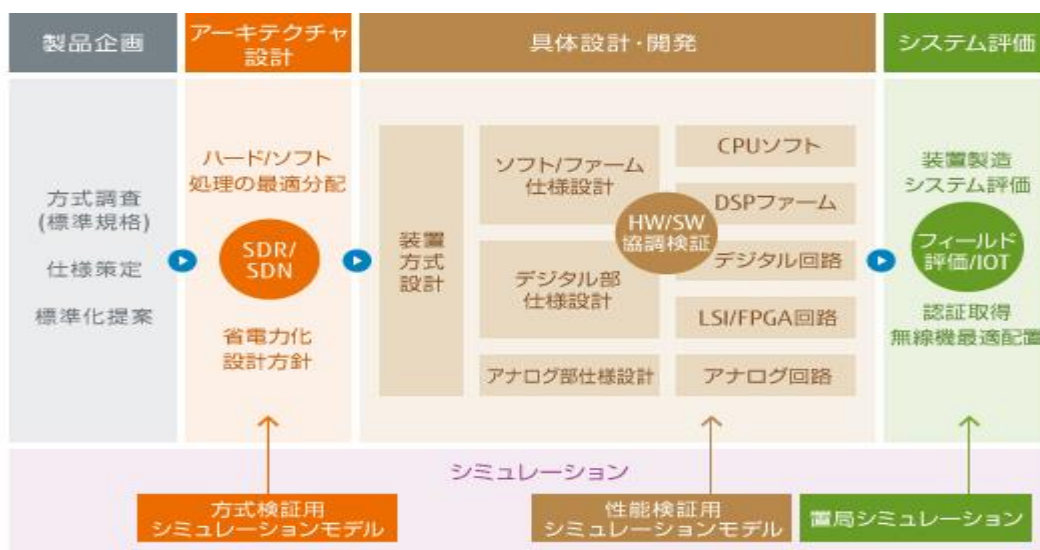 製品企画
アーキテクチャ
設計
具体設計・開発
システム評価
方式調査
(標準規格)
仕様策定
標準化提案
ハード/ソフト
処理の最適分配
SDR/
SDN
省電力化
設計方針
装置
方式
設計
ソフト/ファーム
仕様設計
デジタル部
仕様設計
アナログ部仕様設計
HW/SW
協調検証
CPUソフト
DSPファーム
デジタル回路
LSI/FPGA回路
アナログ回路
装置製造
システム評価
フィールド
評価/IOT
認証取得
無線機最適配置
シミュレーション
方式検証用
シミュレーションモデル
性能検証用
シミュレーションモデル
置局シミュレーション